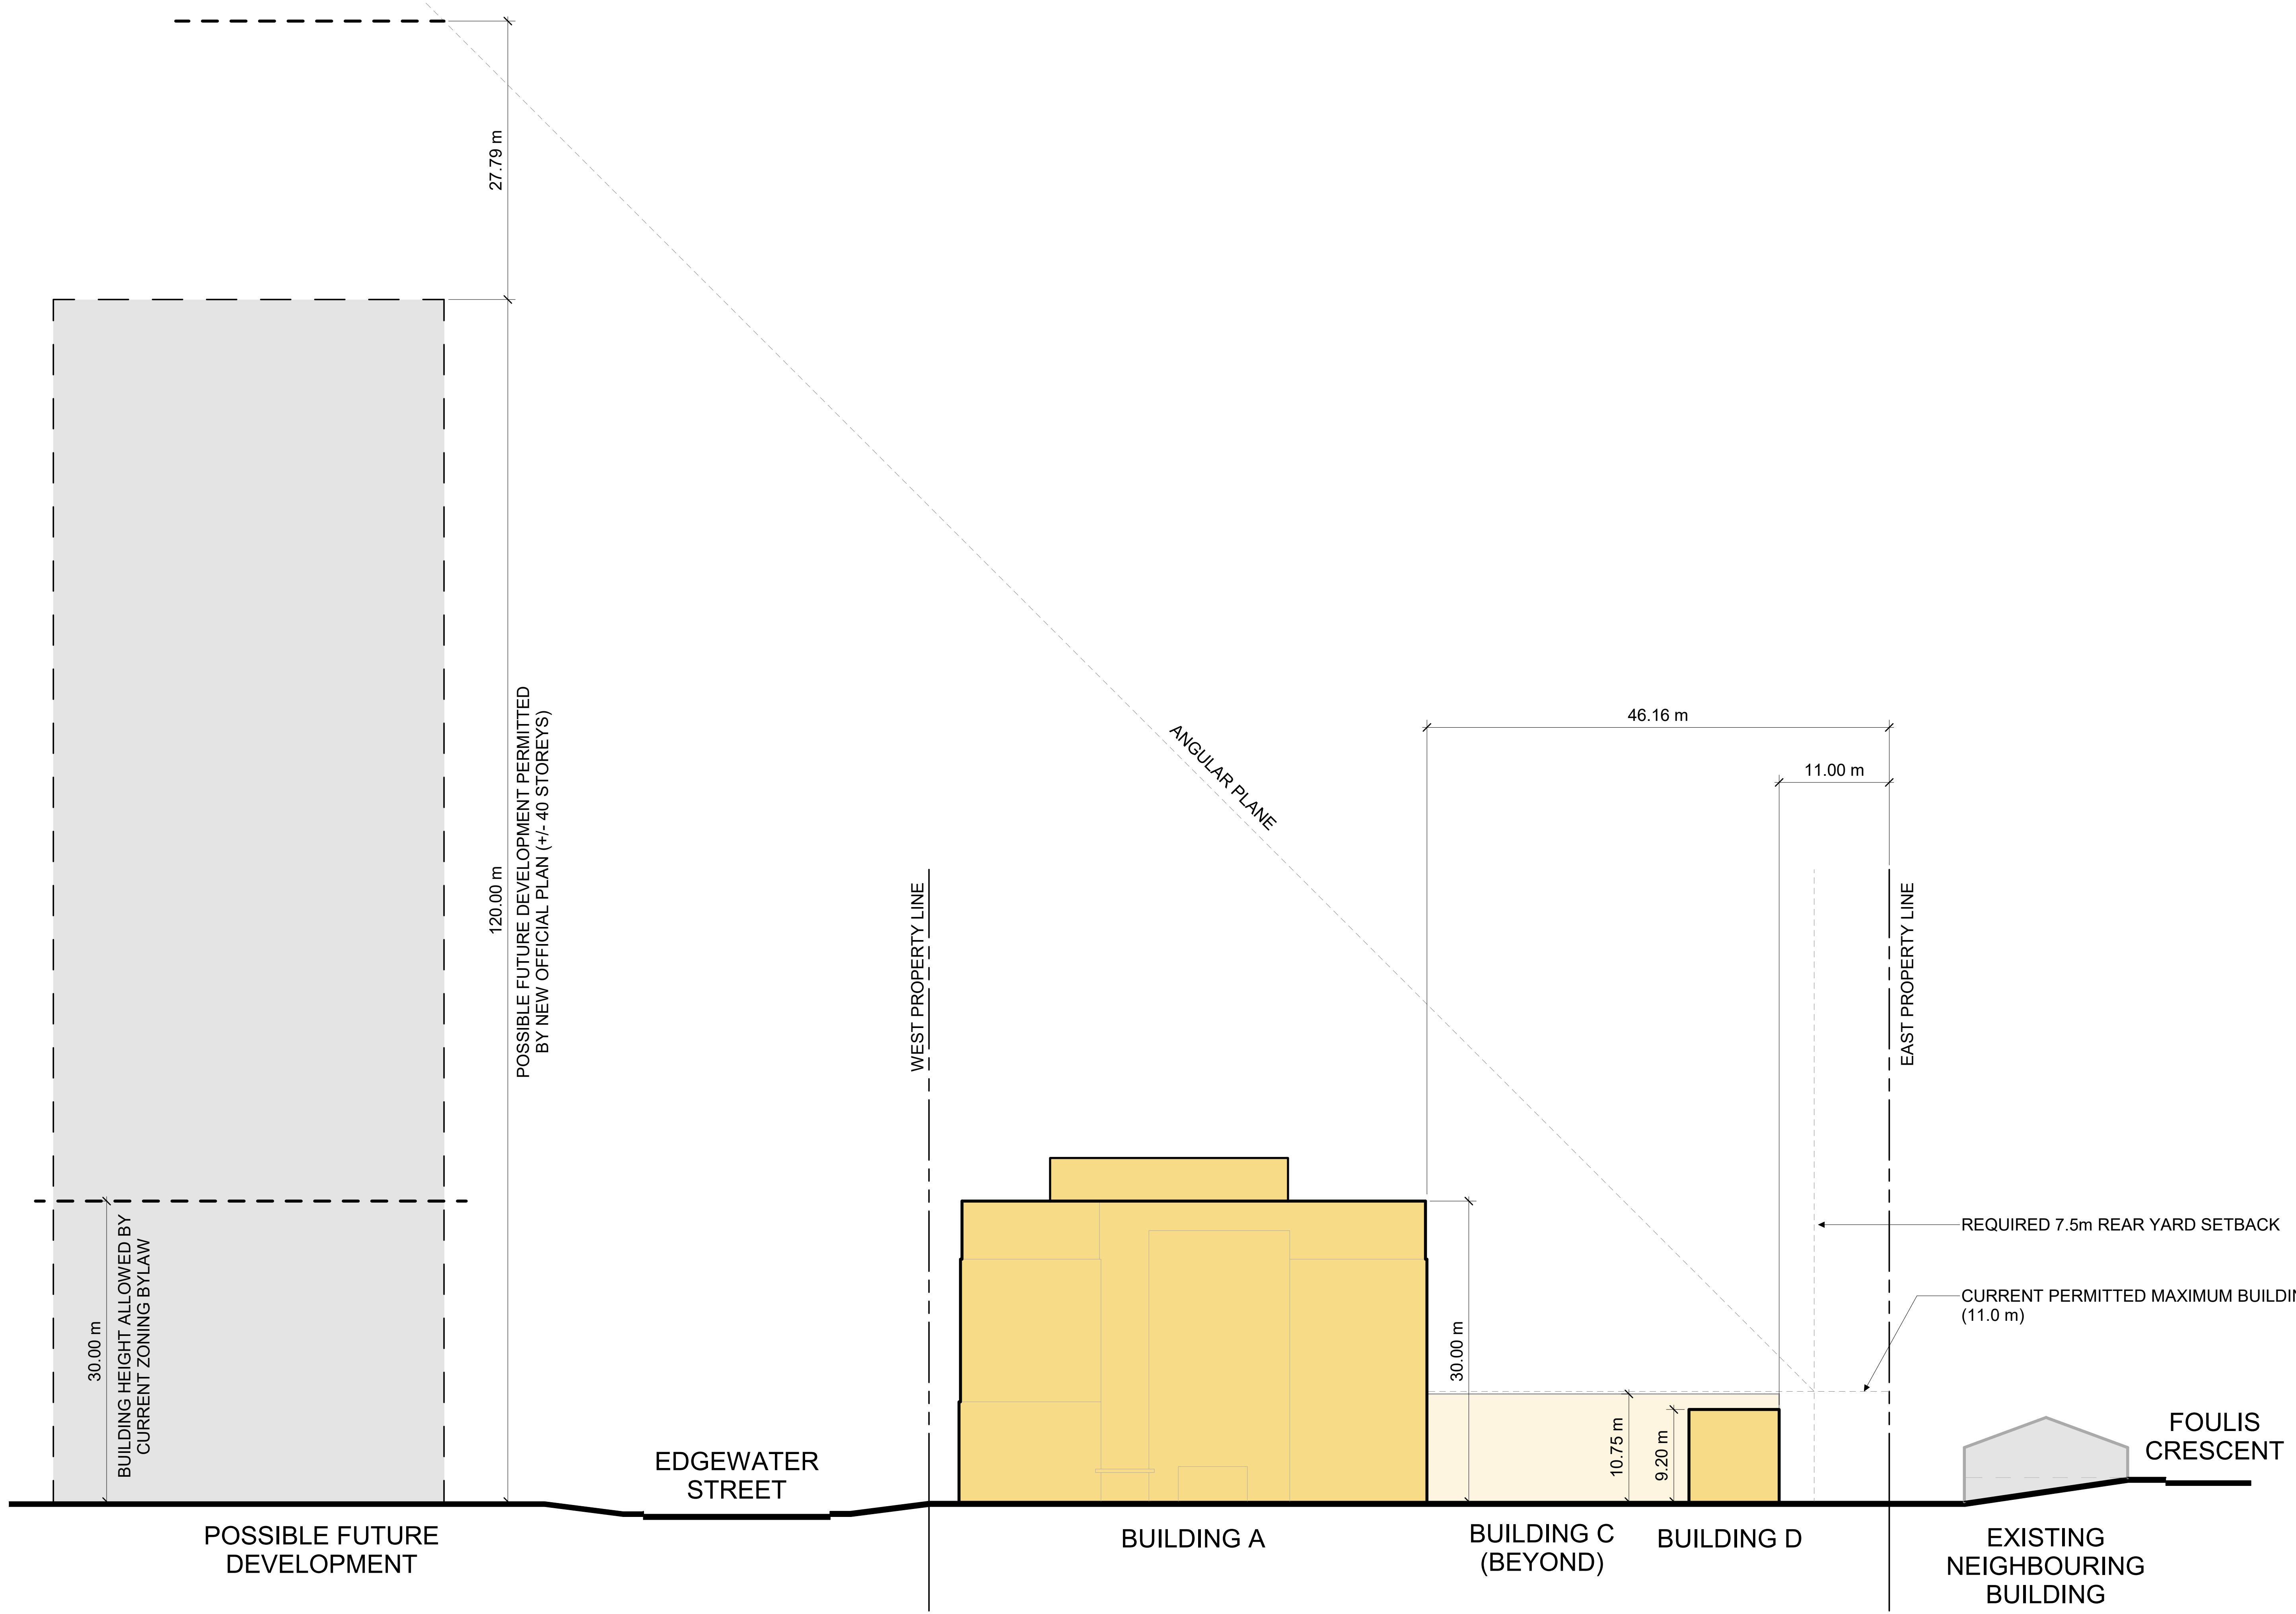 27.79 m
120.00 m
POSSIBLE FUTURE DEVELOPMENT PERMITTED
BY NEW OFFICIAL PLAN (+/- 40 STOREYS)
30.00 m
BUILDING HEIGHT ALLOWED BY
CURRENT ZONING BYLAW
ANGULAR PLANE
WEST PROPERTY LINE
46.16 m
11.00 m
EAST PROPERTY LINE
REQUIRED 7.5m REAR YARD SETBACK
CURRENT PERMITTED MAXIMUM
(11.0 m)
30.00 m
10.75 m
9.20 m
EDGEWATER
STREET
FOULIS
CRESCENT
POSSIBLE FUTURE
DEVELOPMENT
BUILDING A
BUILDING C
(BEYOND)
BUILDING D
EXISTING
NEIGHBOURING
BUILDING